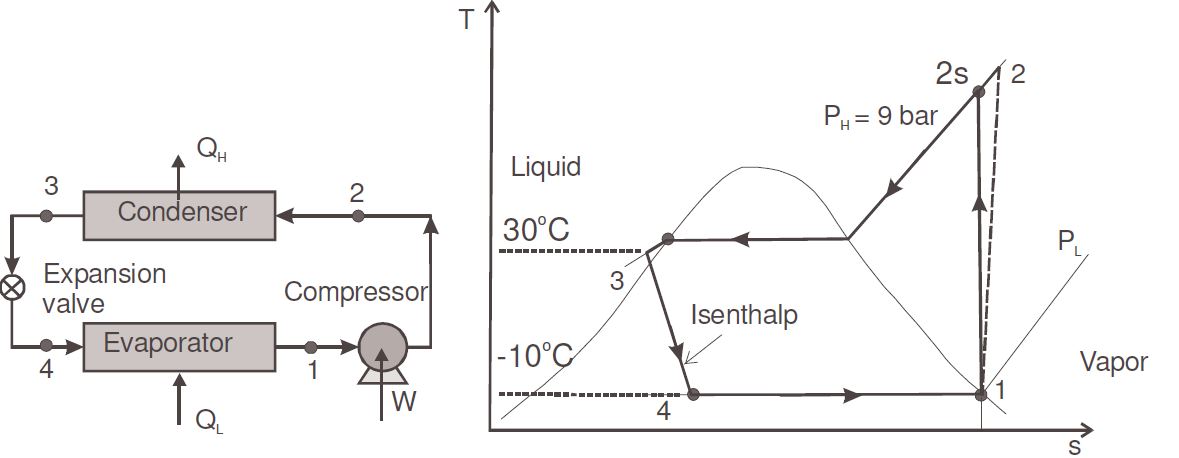 Q_H
3
Condenser
2
Expansion
valve
Compressor
4
Evaporator
1
W
Q_L
T
2s
2
P_H = 9 bar
Liquid
30°C
3
P_L
Isenthalp
-10°C
Vapor
4
1
s